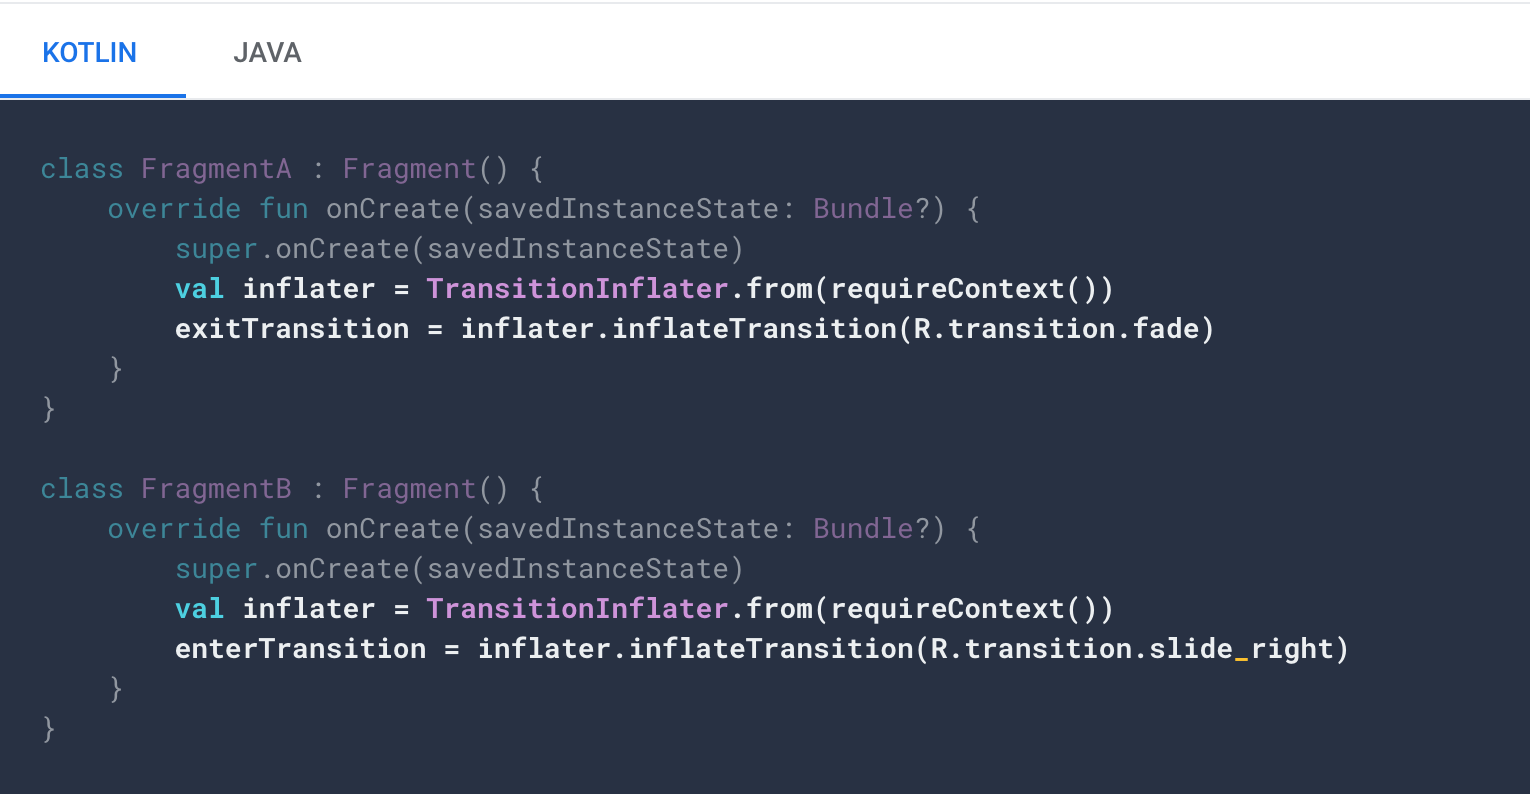 KOTLIN JAVA
class FragmentA : Fragment() {
    override fun onCreate(savedInstanceState: Bundle?) {
        super.onCreate(savedInstanceState)
        val inflater = TransitionInflater.from(requireContext())
        exitTransition = inflater.inflateTransition(R.transition.fade)
    }
}
class FragmentB : Fragment() {
    override fun onCreate(savedInstanceState: Bundle?) {
        super.onCreate(savedInstanceState)
        val inflater = TransitionInflater.from(requireContext())
        enterTransition = inflater.inflateTransition(R.transition.slide_right)
    }
}